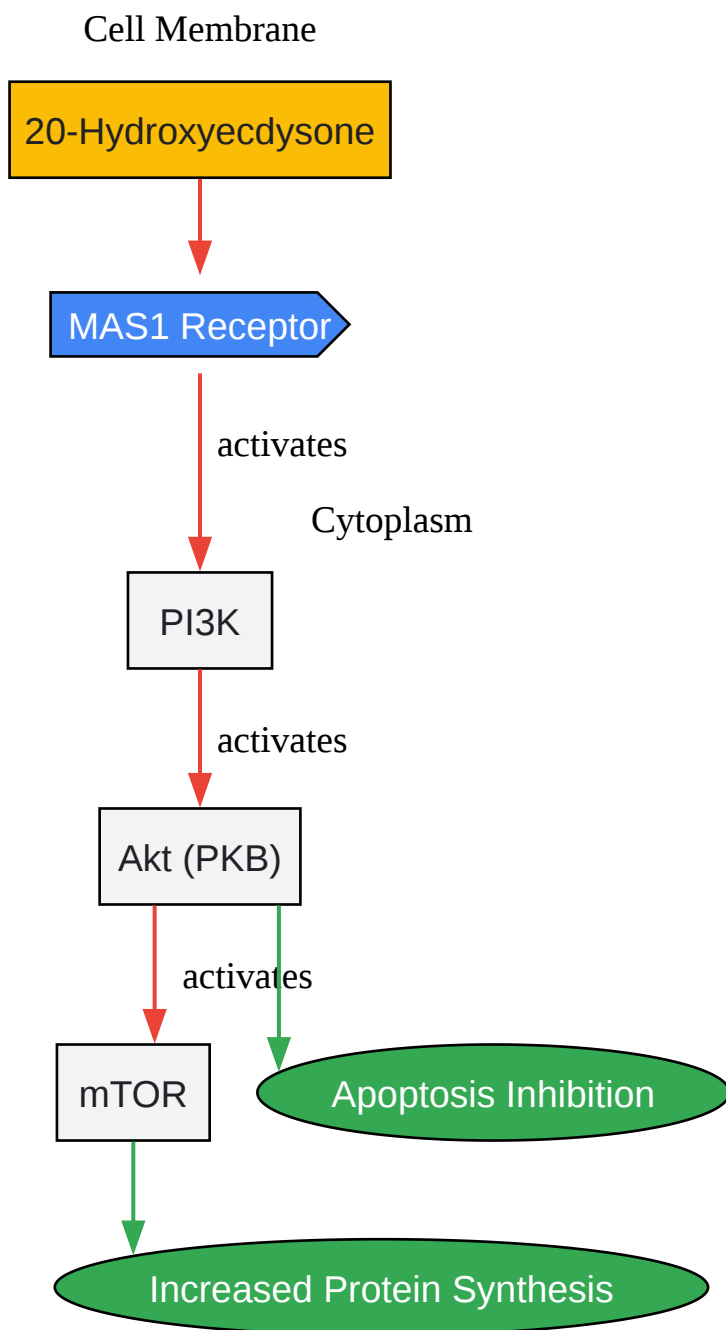 Cell Membrane
20-Hydroxyecdysone
MAS1 Receptor
activates
Cytoplasm
PI3K
activates
Akt (PKB)
activates
mTOR
Apoptosis Inhibition
Increased Protein Synthesis